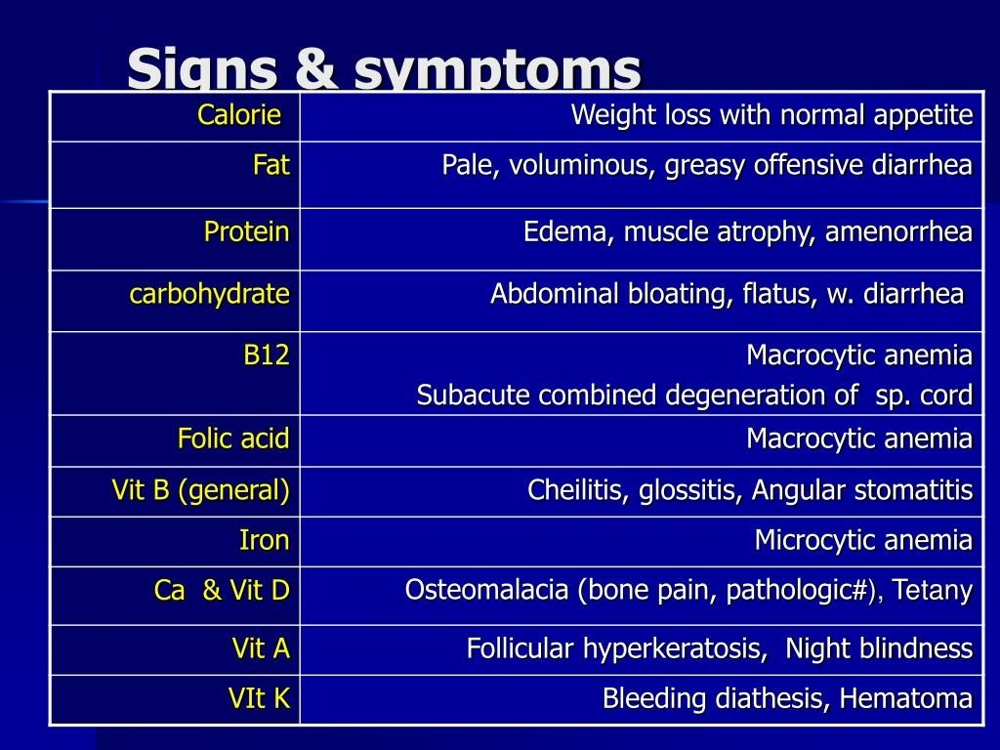 Signs & symptoms
Calorie Weight loss with normal appetite
Fat Pale, voluminous, greasy offensive diarrhea
Protein Edema, muscle atrophy, amenorrhea
carbohydrate Abdominal bloating, flatus, w. diarrhea
B12 Macrocytic anemia
Subacute combined degeneration of sp. cord
Folic acid Macrocytic anemia
Vit B (general) Cheilitis, glossitis, Angular stomatitis
Iron Microcytic anemia
Ca & Vit D Osteomalacia (bone pain, pathologic#), Tetany
Vit A Follicular hyperkeratosis, Night blindness
VIt K Bleeding diathesis, Hematoma